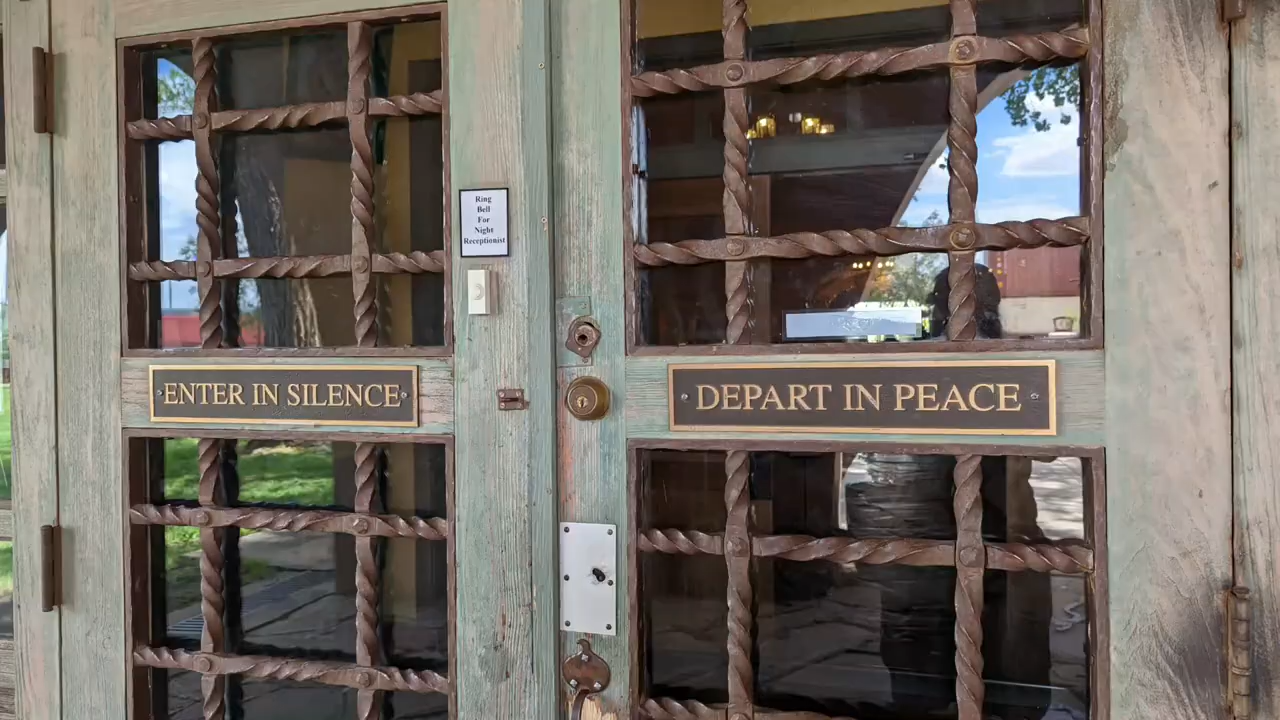 Ring
Bell
For
Night
Receptionist
ENTER IN SILENCE
DEPART IN PEACE